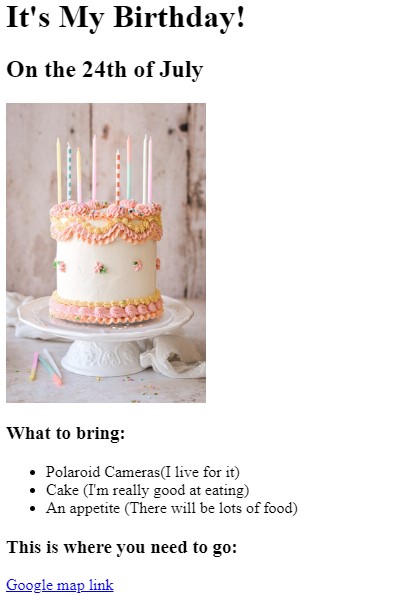 It's My Birthday!
On the 24th of July
What to bring:
Polaroid Cameras(I live for it)
Cake (I'm really good at eating)
An appetite (There will be lots of food)
This is where you need to go:
Google map link